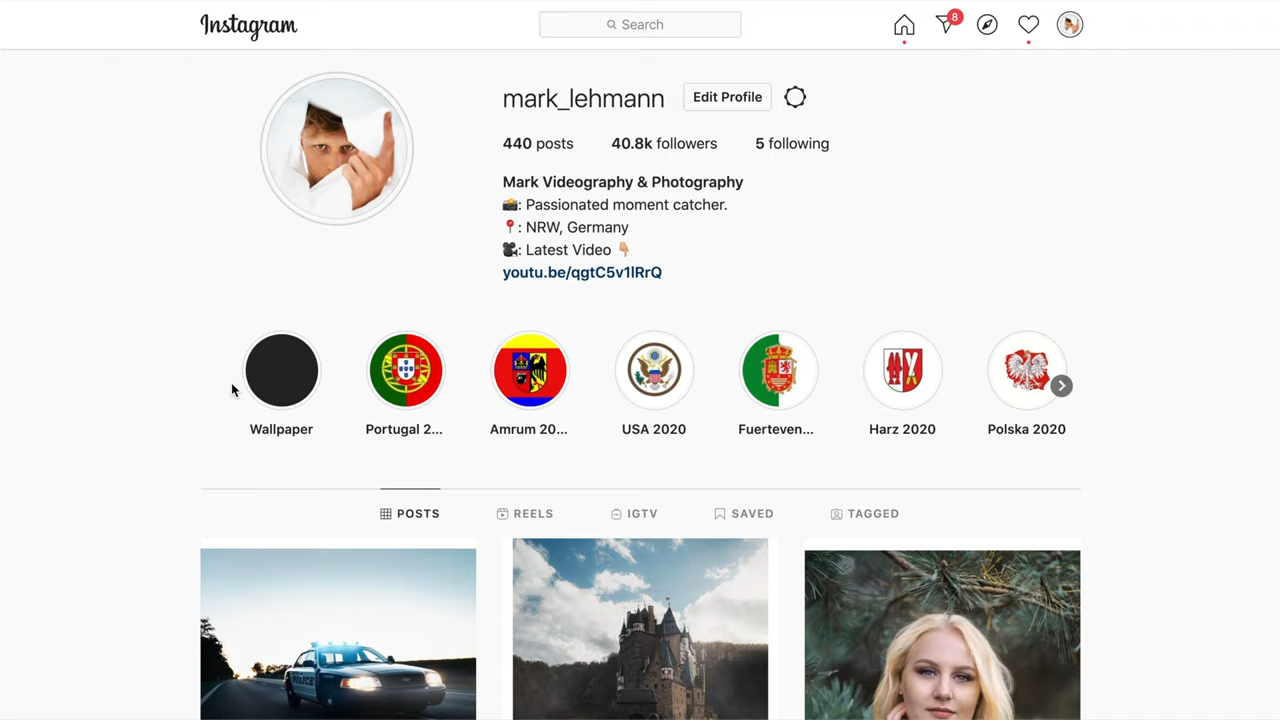 Instagram
Search
8
mark_lehmann
Edit Profile
440 posts
40.8k followers
5 following
Mark Videography & Photography
📸: Passionated moment catcher.
📍: NRW, Germany
🎥: Latest Video 👇🏼
youtu.be/qgtC5v1lRrQ
Wallpaper
Portugal 2...
Amrum 20...
USA 2020
Fuerteven...
Harz 2020
Polska 2020
POSTS
REELS
IGTV
SAVED
TAGGED
POLICE